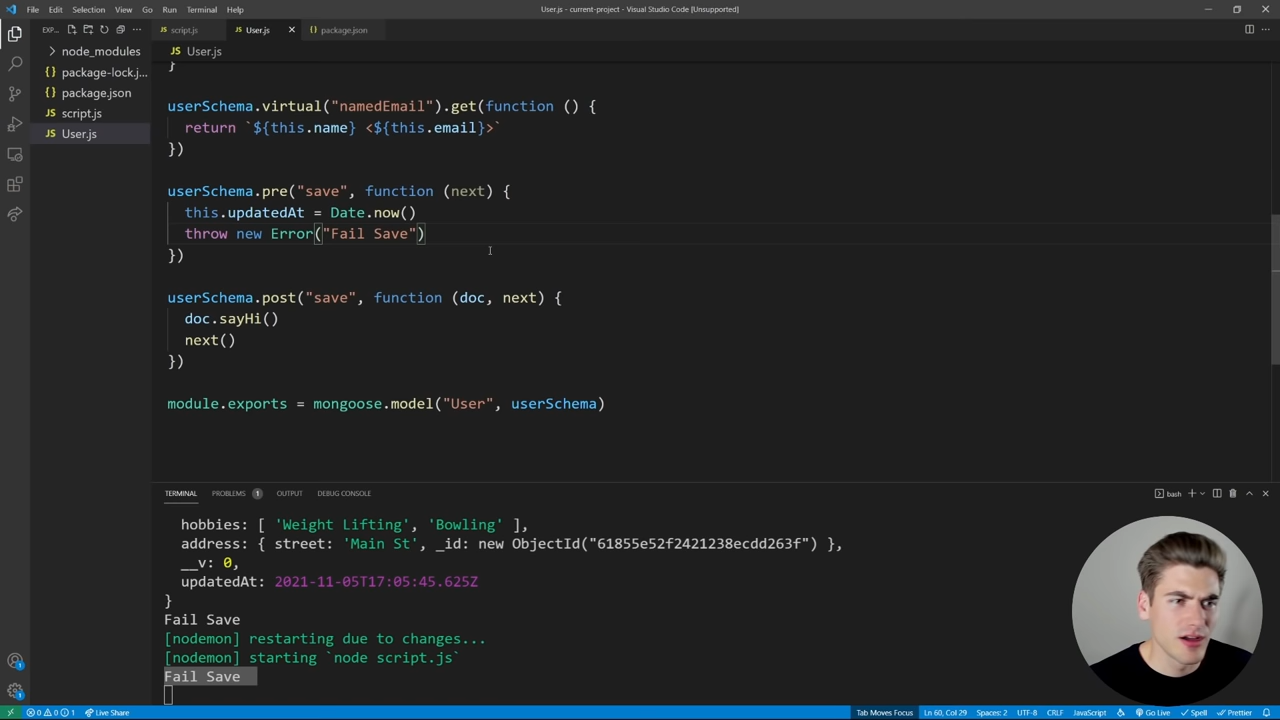 File Edit Selection View Go Run Terminal Help
User.js - current-project - Visual Studio Code [Unsupported]
EXP...
script.js
User.js
package.json
node_modules
package-lock.j...
package.json
script.js
User.js
User.js
}
userSchema.virtual("namedEmail").get(function () {
return `${this.name} <${this.email}>`
})
userSchema.pre("save", function (next) {
this.updatedAt = Date.now()
throw new Error("Fail Save")
})
userSchema.post("save", function (doc, next) {
doc.sayHi()
next()
})
module.exports = mongoose.model("User", userSchema)
TERMINAL PROBLEMS 1 OUTPUT DEBUG CONSOLE
bash
hobbies: [ 'Weight Lifting', 'Bowling' ],
address: { street: 'Main St', _id: new ObjectId("61855e52f2421238ecdd263f") },
__v: 0,
updatedAt: 2021-11-05T17:05:45.625Z
}
Fail Save
[nodemon] restarting due to changes...
[nodemon] starting `node script.js`
Fail Save
0 0 1 Live Share
Tab Moves Focus Ln 60, Col 29 Spaces: 2 UTF-8 CRLF JavaScript Go Live Spell Prettier